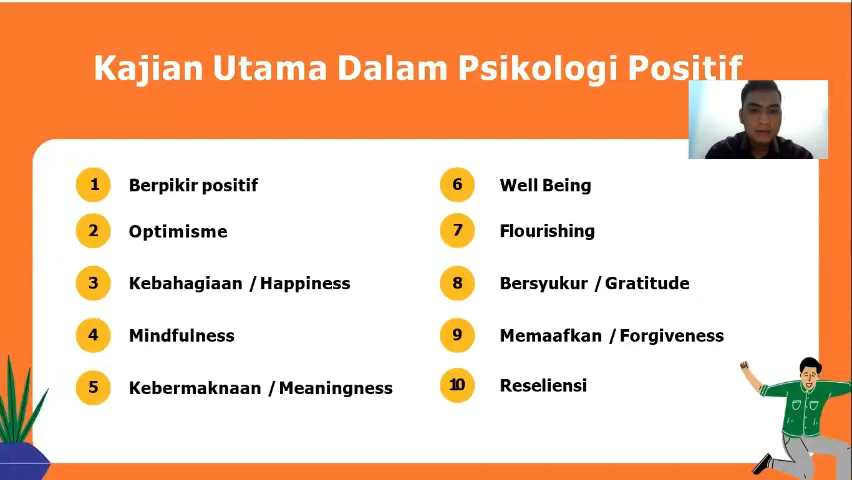 Kajian Utama Dalam Psikologi Positif
1 Berpikir positif
2 Optimisme
3 Kebahagiaan / Happiness
4 Mindfulness
5 Kebermaknaan / Meaningness
6 Well Being
7 Flourishing
8 Bersyukur / Gratitude
9 Memaafkan / Forgiveness
10 Reseliensi